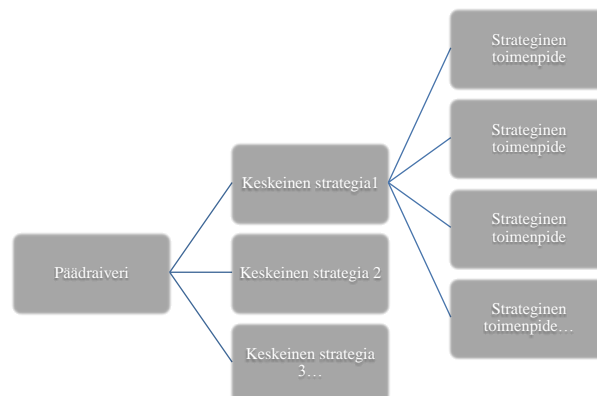 Päädraiveri
Keskeinen strategia1
Keskeinen strategia 2
Keskeinen strategia
3…
Strateginen
toimenpide
Strateginen
toimenpide
Strateginen
toimenpide
Strateginen
toimenpide…